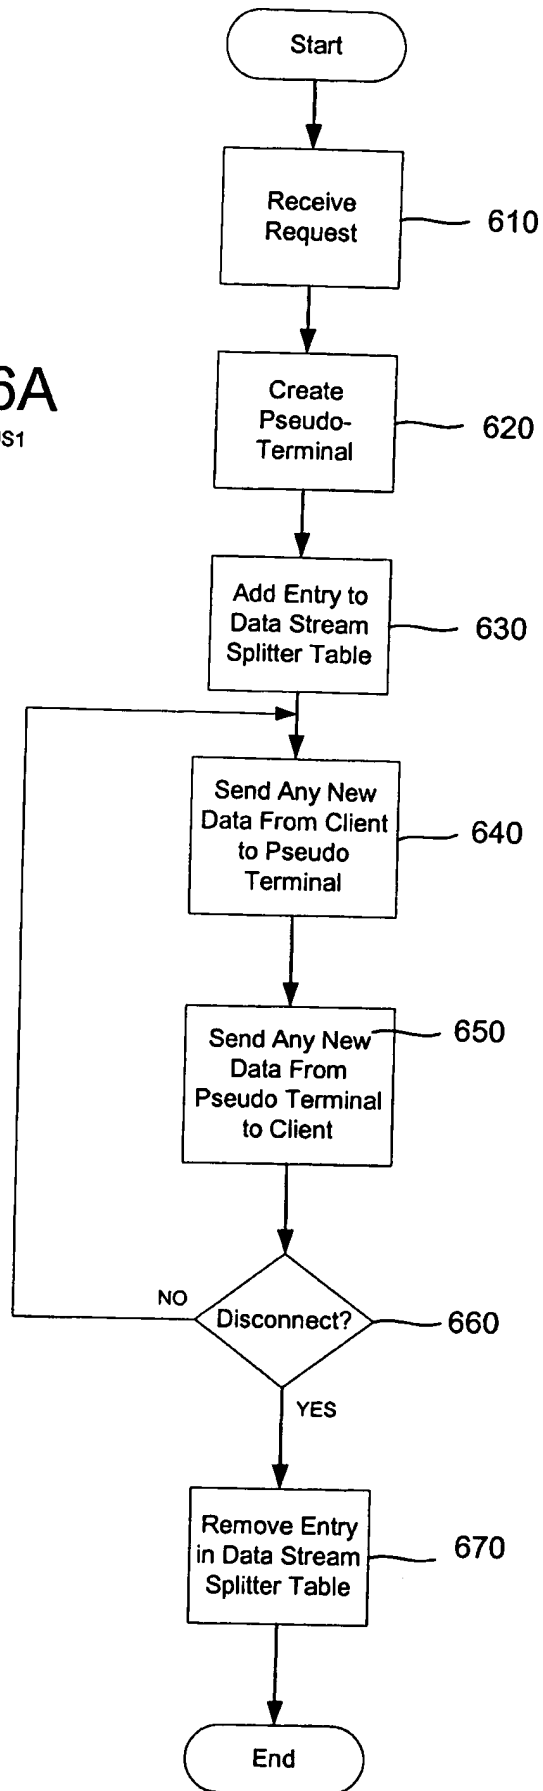 Start
Receive
Request
610
Create
Pseudo-
Terminal
620
6A
US1
Add Entry to
Data Stream
Splitter Table
630
Send Any New
Data From Client
to Pseudo
Terminal
640
Send Any New
Data From
Pseudo Terminal
to Client
650
NO
Disconnect?
660
YES
Remove Entry
in Data Stream
Splitter Table
670
End